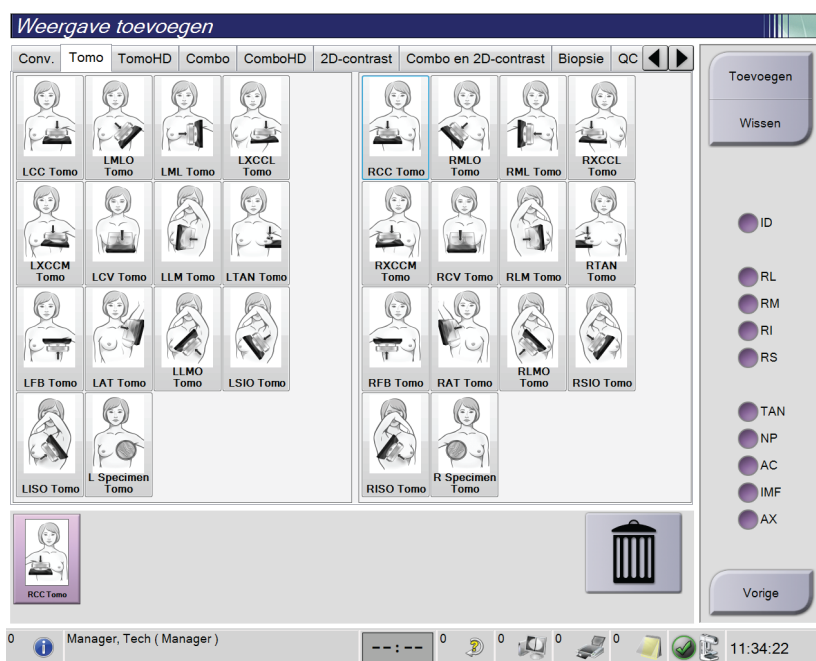 Weergave toevoegen
Conv. Tomo TomoHD Combo ComboHD 2D-contrast Combo en 2D-contrast Biopsie QC
LCC Tomo
LMLO
Tomo
LML Tomo
LXCCL
Tomo
RCC Tomo
RMLO
Tomo
RML Tomo
RXCCL
Tomo
LXCCM
Tomo
LCV Tomo
LLM Tomo
LTAN Tomo
RXCCM
Tomo
RCV Tomo
RLM Tomo
RTAN
Tomo
LFB Tomo
LAT Tomo
LLMO
Tomo
LSIO Tomo
RFB Tomo
RAT Tomo
RLMO
Tomo
RSIO Tomo
LISO Tomo
L Specimen
Tomo
RISO Tomo
R Specimen
Tomo
RCC Tomo
Toevoegen
Wissen
ID
RL
RM
RI
RS
TAN
NP
AC
IMF
AX
Vorige
0 Manager, Tech ( Manager ) --:-- 0 0 0 0 11:34:22